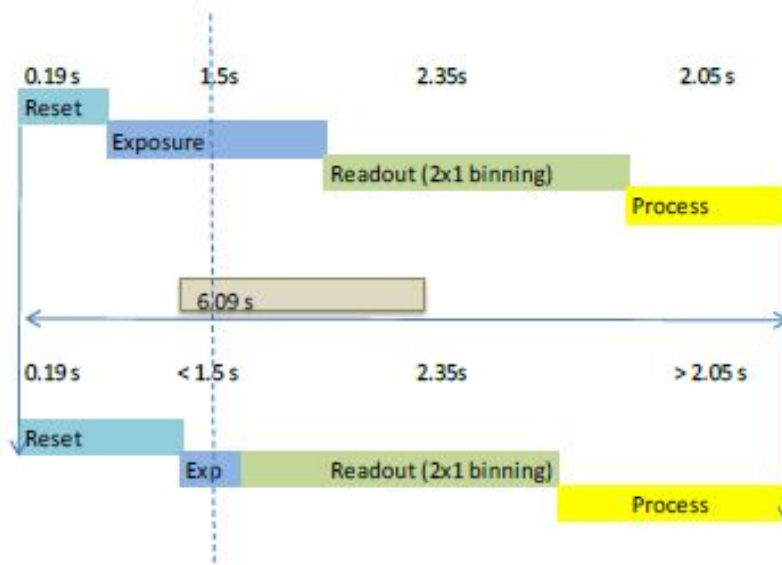 0.19 s 1.5s 2.35s 2.05 s
Reset
Exposure
Readout (2x1 binning)
Process
6.09 s
0.19 s < 1.5 s 2.35s > 2.05 s
Reset
Exp Readout (2x1 binning)
Process